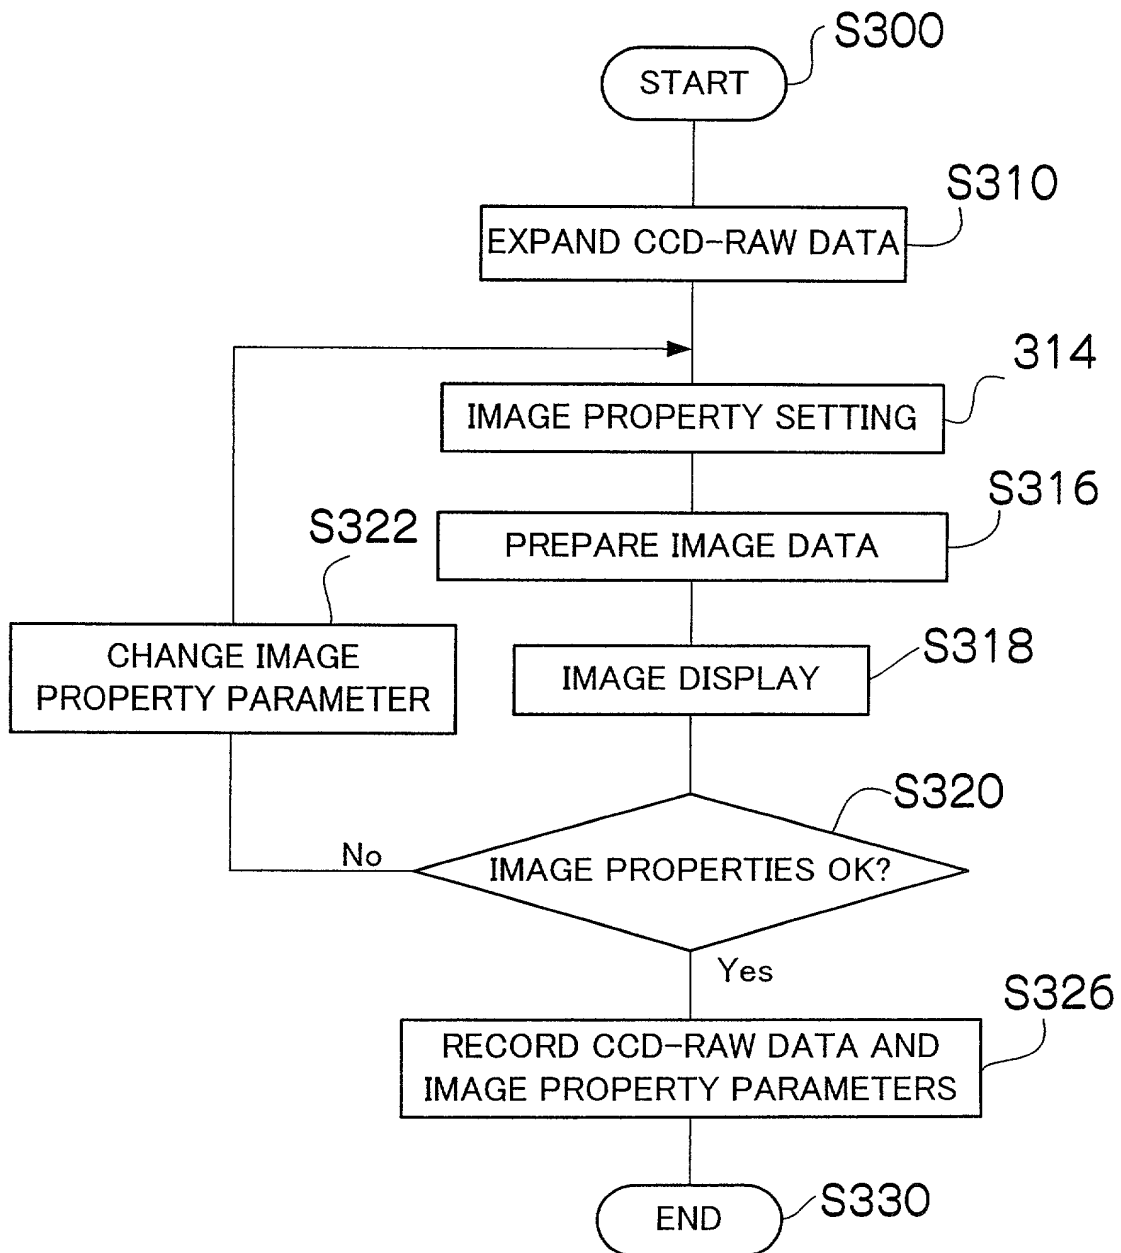 S300
START
S310
EXPAND CCD-RAW DATA
314
IMAGE PROPERTY SETTING
S316
PREPARE IMAGE DATA
S322
CHANGE IMAGE
PROPERTY PARAMETER
S318
IMAGE DISPLAY
S320
IMAGE PROPERTIES OK?
No
Yes
S326
RECORD CCD-RAW DATA AND
IMAGE PROPERTY PARAMETERS
S330
END